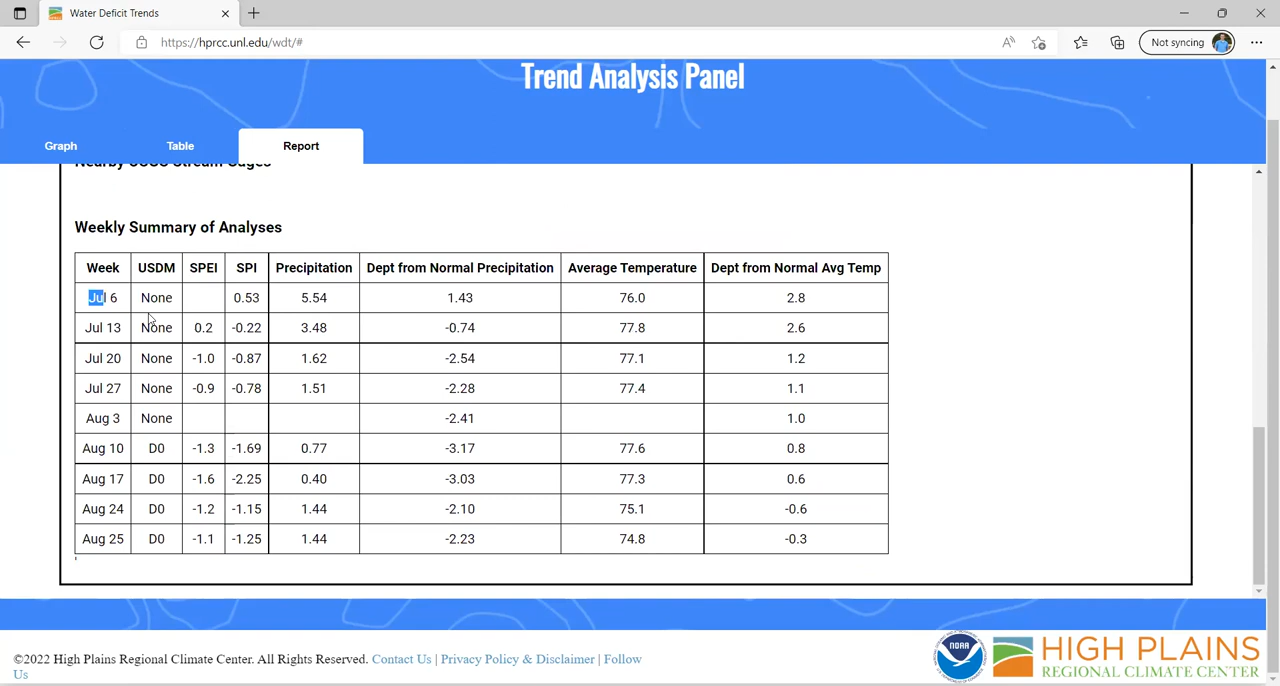 Water Deficit Trends
https://hprcc.unl.edu/wdt/#
Not syncing
Trend Analysis Panel
Graph Table Report
Nearby USGS Stream Gages
Weekly Summary of Analyses
Week USDM SPEI SPI Precipitation Dept from Normal Precipitation Average Temperature Dept from Normal Avg Temp
Jul 6 None 0.53 5.54 1.43 76.0 2.8
Jul 13 None 0.2 -0.22 3.48 -0.74 77.8 2.6
Jul 20 None -1.0 -0.87 1.62 -2.54 77.1 1.2
Jul 27 None -0.9 -0.78 1.51 -2.28 77.4 1.1
Aug 3 None -2.41 1.0
Aug 10 D0 -1.3 -1.69 0.77 -3.17 77.6 0.8
Aug 17 D0 -1.6 -2.25 0.40 -3.03 77.3 0.6
Aug 24 D0 -1.2 -1.15 1.44 -2.10 75.1 -0.6
Aug 25 D0 -1.1 -1.25 1.44 -2.23 74.8 -0.3
©2022 High Plains Regional Climate Center. All Rights Reserved. Contact Us | Privacy Policy & Disclaimer | Follow
Us
NOAA
HIGH PLAINS
REGIONAL CLIMATE CENTER